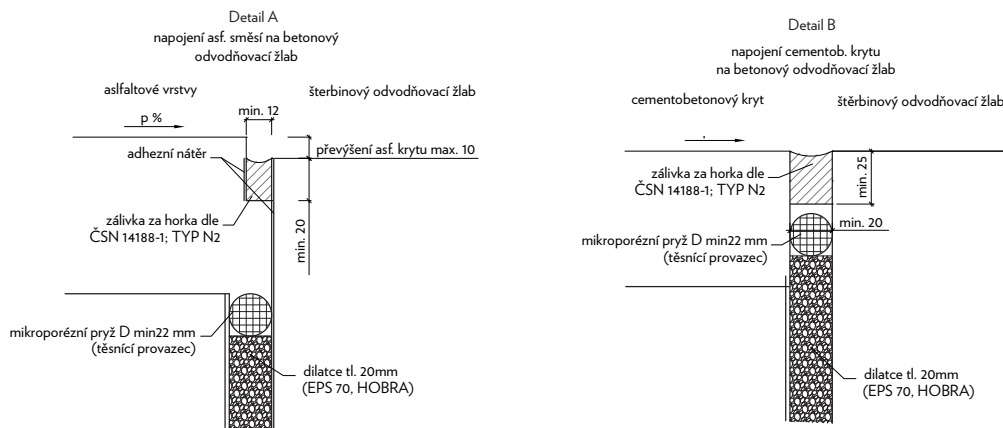 Detail A
napojení asf. směsí na betonový
odvodňovací žlab
aslfaltové vrstvy
min. 12
šterbinový odvodňovací žlab
p %
převýšení asf. krytu max. 10
adhezní nátěr
zálivka za horka dle
ČSN 14188-1; TYP N2
min. 20
mikroporézní pryž D min22 mm
(těsnící provazec)
dilatce tl. 20mm
(EPS 70, HOBRA)
Detail B
napojení cementob. krytu
na betonový odvodňovací žlab
cementobetonový kryt
štěrbinový odvodňovací žlab
zálivka za horka dle
ČSN 14188-1; TYP N2
min. 25
min. 20
mikroporézní pryž D min22 mm
(těsnící provazec)
dilatce tl. 20mm
(EPS 70, HOBRA)